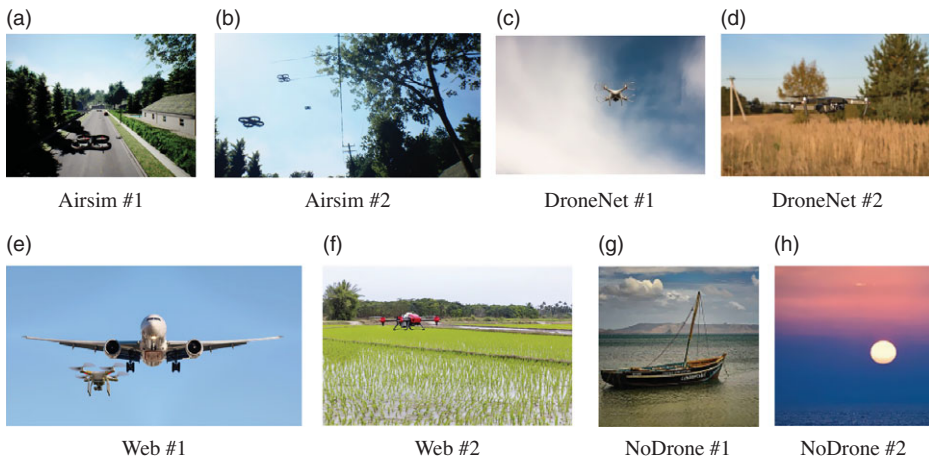 (a)
(b)
(c)
(d)
Airsim #1
Airsim #2
DroneNet #1
DroneNet #2
(e)
(f)
(g)
(h)
Web #1
Web #2
NoDrone #1
NoDrone #2